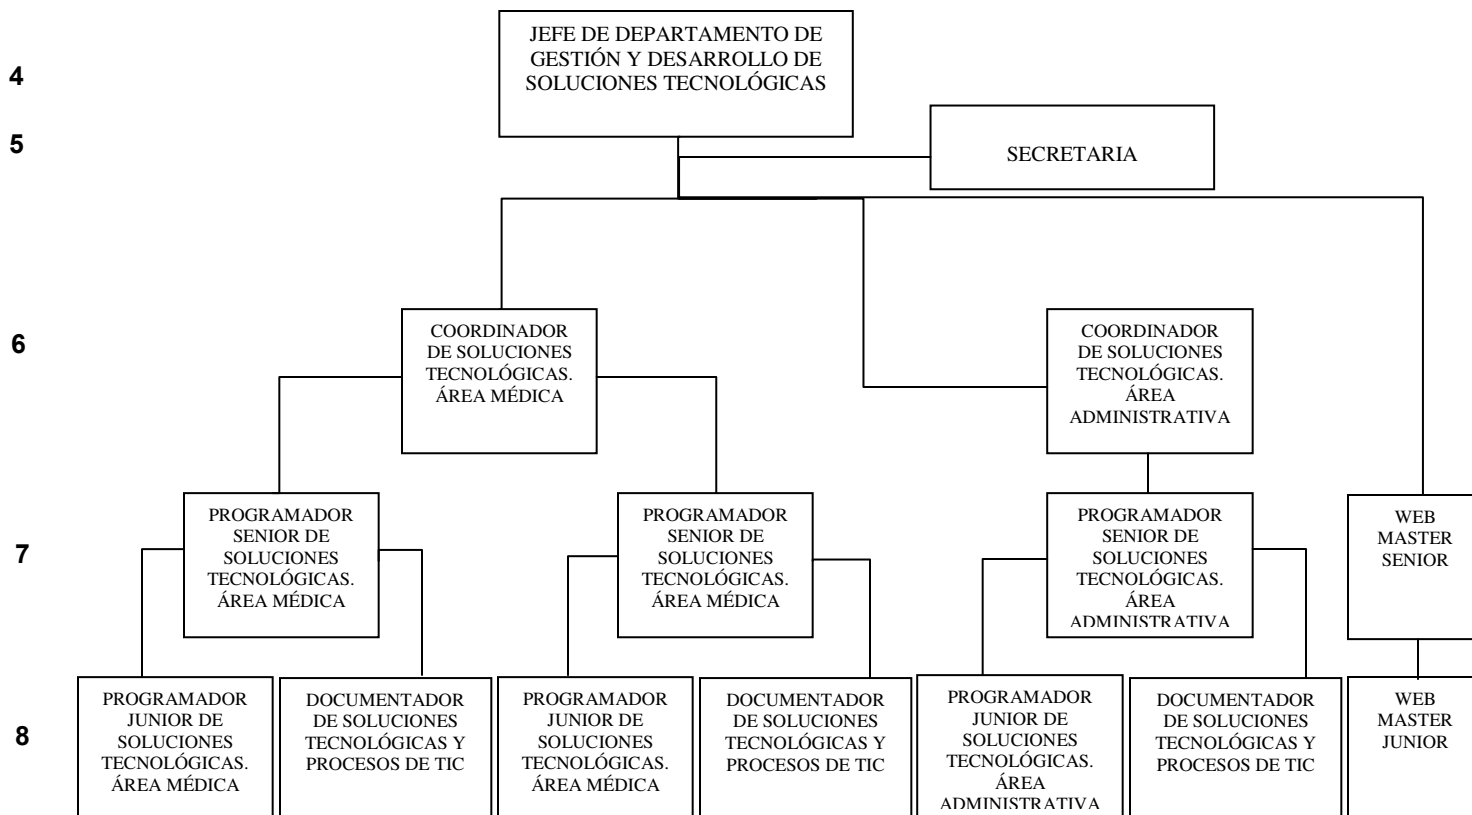 4
JEFE DE DEPARTAMENTO DE
GESTIÓN Y DESARROLLO DE
SOLUCIONES TECNOLÓGICAS
5
SECRETARIA
6
COORDINADOR
DE SOLUCIONES
TECNOLÓGICAS.
ÁREA MÉDICA
COORDINADOR
DE SOLUCIONES
TECNOLÓGICAS.
ÁREA
ADMINISTRATIVA
7
PROGRAMADOR
SENIOR DE
SOLUCIONES
TECNOLÓGICAS.
ÁREA MÉDICA
PROGRAMADOR
SENIOR DE
SOLUCIONES
TECNOLÓGICAS.
ÁREA MÉDICA
PROGRAMADOR
SENIOR DE
SOLUCIONES
TECNOLÓGICAS.
ÁREA
ADMINISTRATIVA
WEB
MASTER
SENIOR
8
PROGRAMADOR
JUNIOR DE
SOLUCIONES
TECNOLÓGICAS.
ÁREA MÉDICA
DOCUMENTADOR
DE SOLUCIONES
TECNOLÓGICAS Y
PROCESOS DE TIC
PROGRAMADOR
JUNIOR DE
SOLUCIONES
TECNOLÓGICAS.
ÁREA MÉDICA
DOCUMENTADOR
DE SOLUCIONES
TECNOLÓGICAS Y
PROCESOS DE TIC
PROGRAMADOR
JUNIOR DE
SOLUCIONES
TECNOLÓGICAS.
ÁREA
ADMINISTRATIVA
DOCUMENTADOR
DE SOLUCIONES
TECNOLÓGICAS Y
PROCESOS DE TIC
WEB
MASTER
JUNIOR